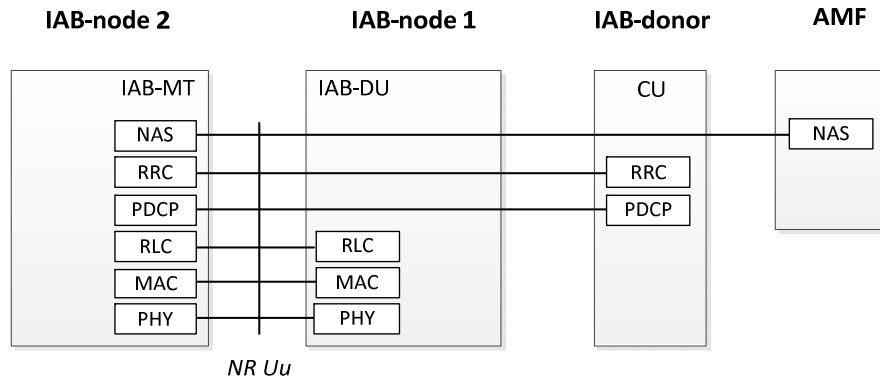 IAB-node 2 IAB-node 1 IAB-donor AMF
IAB-MT IAB-DU CU
NAS NAS
RRC RRC
PDCP PDCP
RLC RLC
MAC MAC
PHY PHY
NR Uu